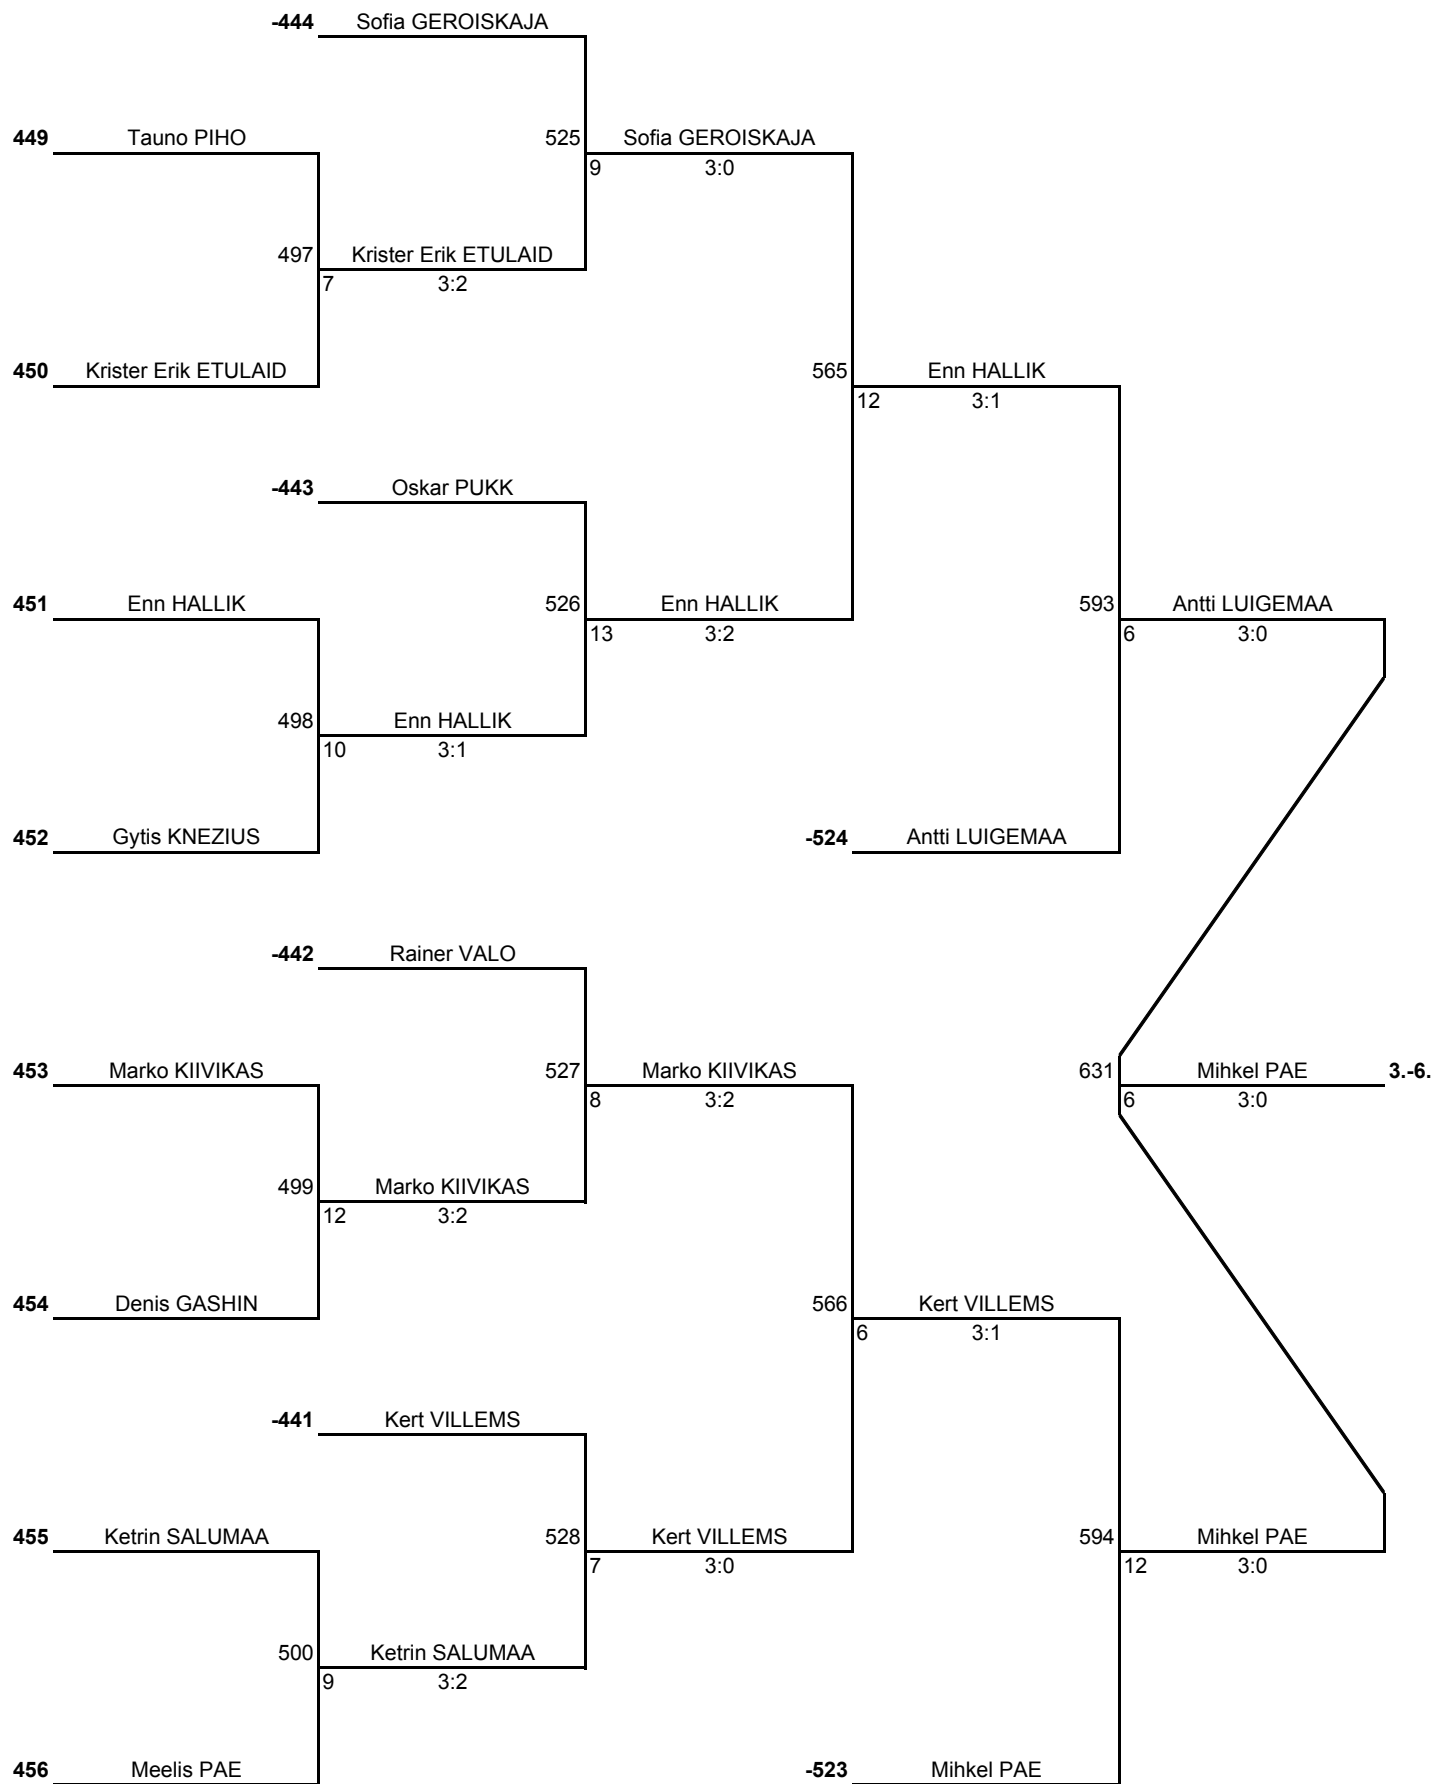 -444 Sofia GEROISKAJA
449 Tauno PIHO 525 Sofia GEROISKAJA
9 3:0
497 Krister Erik ETULAID
7 3:2
450 Krister Erik ETULAID 565 Enn HALLIK
12 3:1
-443 Oskar PUKK
451 Enn HALLIK 526 Enn HALLIK 593 Antti LUIGEMAA
13 3:2 6 3:0
498 Enn HALLIK
10 3:1
452 Gytis KNEZIUS -524 Antti LUIGEMAA
-442 Rainer VALO
453 Marko KIIVIKAS 527 Marko KIIVIKAS 631 Mihkel PAE 3.-6.
8 3:2 6 3:0
499 Marko KIIVIKAS
12 3:2
454 Denis GASHIN 566 Kert VILLEMS
6 3:1
-441 Kert VILLEMS
455 Ketrin SALUMAA 528 Kert VILLEMS 594 Mihkel PAE
7 3:0 12 3:0
500 Ketrin SALUMAA
9 3:2
456 Meelis PAE -523 Mihkel PAE